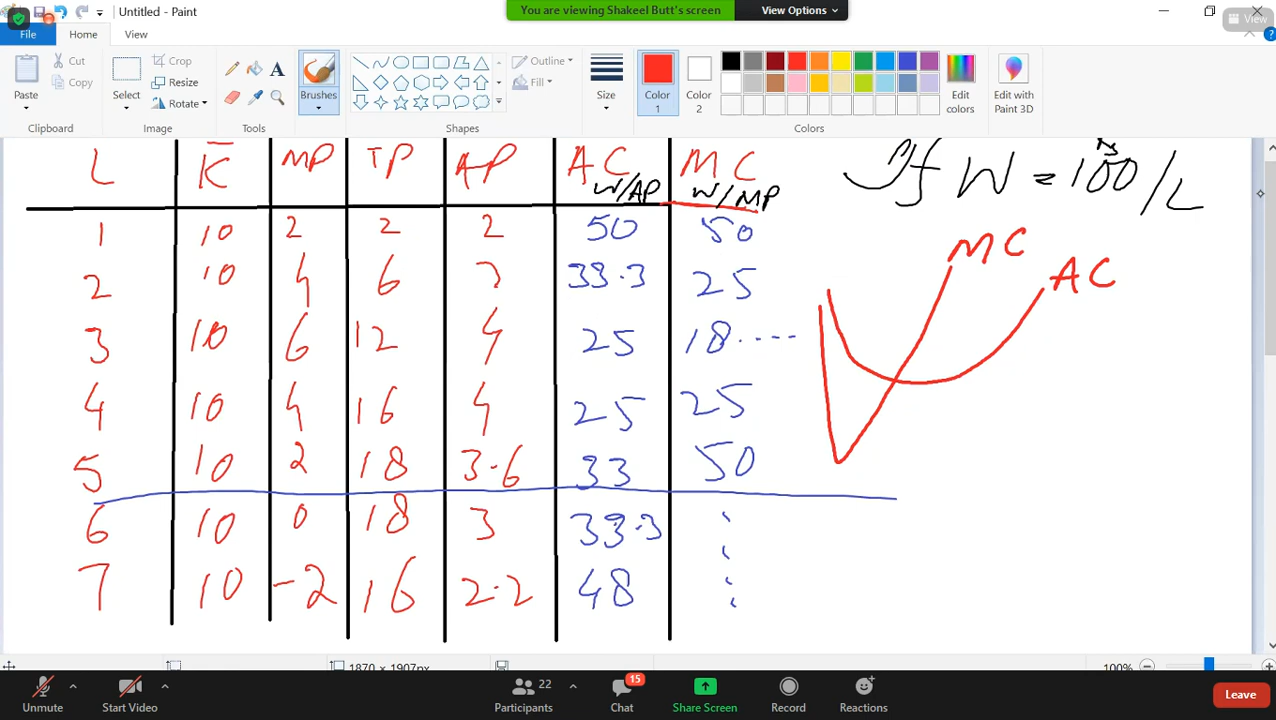 Untitled - Paint
You are viewing Shakeel Butt's screen
View Options
View
File
Home
View
Paste
Cut
Copy
Clipboard
Select
Crop
Resize
Rotate
Image
Tools
Brushes
Shapes
Outline
Fill
Size
Color 1
Color 2
Colors
Edit colors
Edit with Paint 3D
L K̄ MP TP AP AC W/AP MC W/MP
If W = Rs 100/L
1 10 2 2 2 50 50
2 10 4 6 3 33.3 25
3 10 6 12 4 25 18.----
4 10 4 16 4 25 25
5 10 2 18 3.6 33 50
6 10 0 18 3 33.3
7 10 -2 16 2.2 48
MC
AC
1870 × 1907px
100%
Unmute
Start Video
22
Participants
15
Chat
Share Screen
Record
Reactions
Leave